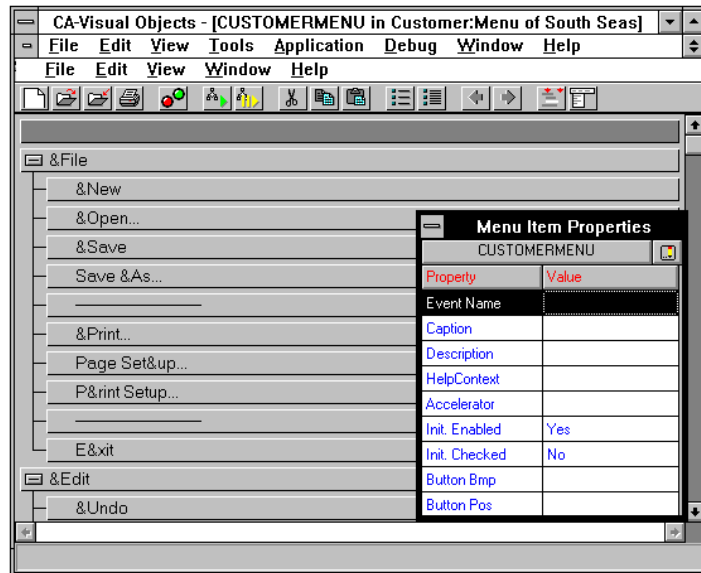 CA-Visual Objects - [CUSTOMERMENU in Customer:Menu of South Seas]
File Edit View Tools Application Debug Window Help
File Edit View Window Help
&File
&New
&Open...
&Save
Save &As...
&Print...
Page Set&up...
P&rint Setup...
E&xit
&Edit
&Undo
Menu Item Properties
CUSTOMERMENU
Property Value
Event Name
Caption
Description
HelpContext
Accelerator
Init. Enabled Yes
Init. Checked No
Button Bmp
Button Pos